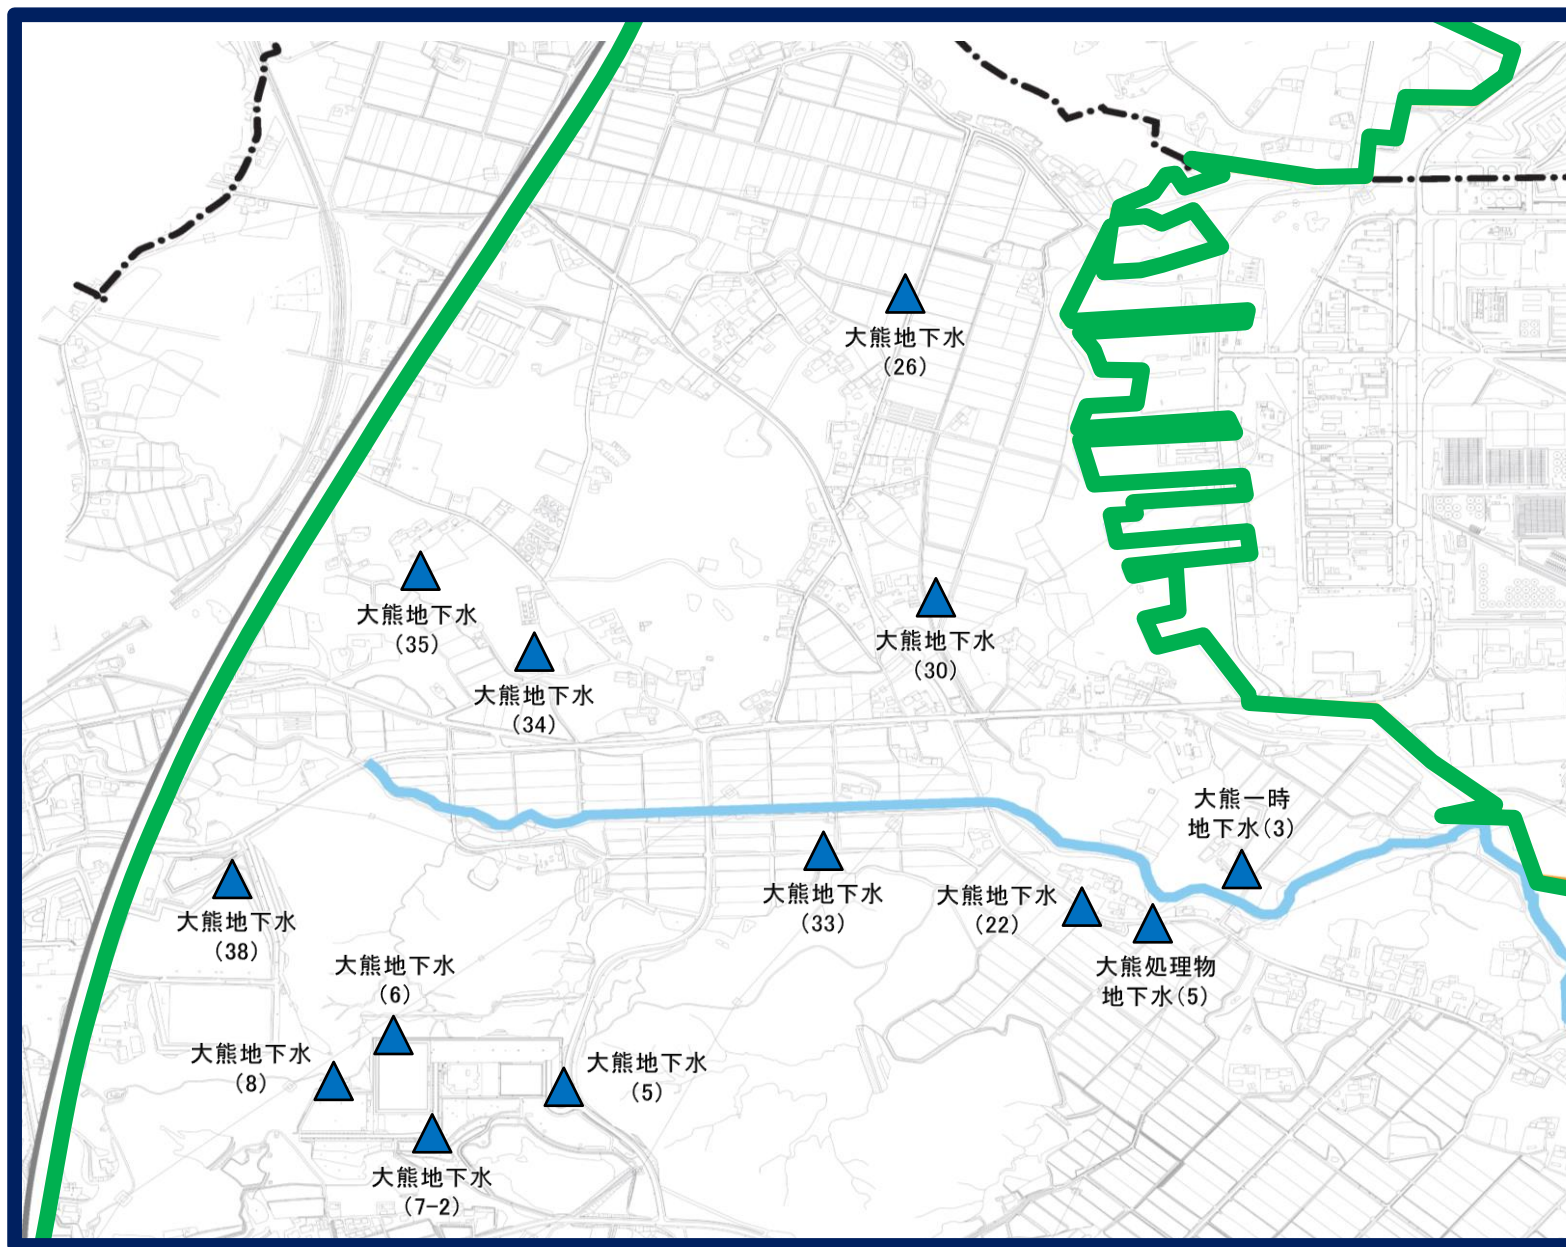 大熊地下水
(26)
大熊地下水
(35)
大熊地下水
(30)
大熊地下水
(34)
大熊一時
地下水(3)
大熊地下水
(33)
大熊地下水
(22)
大熊地下水
(38)
大熊処理物
地下水(5)
大熊地下水
(6)
大熊地下水
(8)
大熊地下水
(5)
大熊地下水
(7-2)